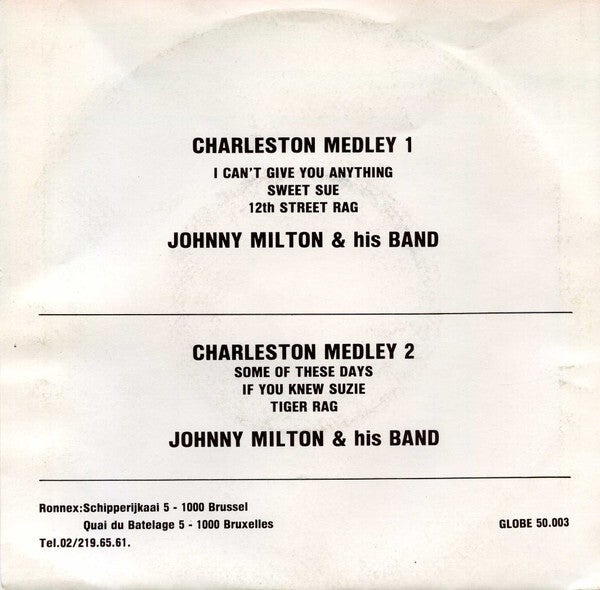 CHARLESTON MEDLEY 1
I CAN'T GIVE YOU ANYTHING
SWEET SUE
12th STREET RAG
JOHNNY MILTON & his BAND
CHARLESTON MEDLEY 2
SOME OF THESE DAYS
IF YOU KNEW SUZIE
TIGER RAG
JOHNNY MILTON & his BAND
Ronnex:Schipperijkaai 5 - 1000 Brussel
Quai du Batelage 5 - 1000 Bruxelles
Tel.02/219.65.61.
GLOBE 50.003